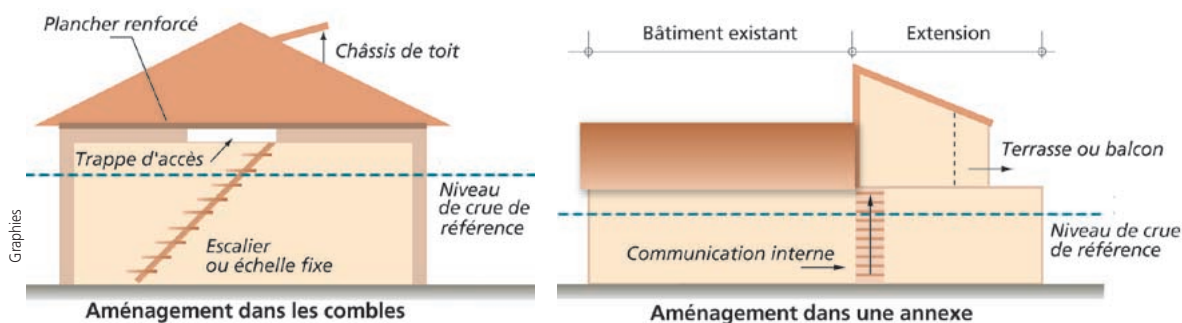 Plancher renforcé
Châssis de toit
Trappe d'accès
Niveau
de crue de
référence
Escalier
ou échelle fixe
Graphies
Aménagement dans les combles
Bâtiment existant
Extension
Terrasse ou balcon
Niveau de crue
de référence
Communication interne
Aménagement dans une annexe